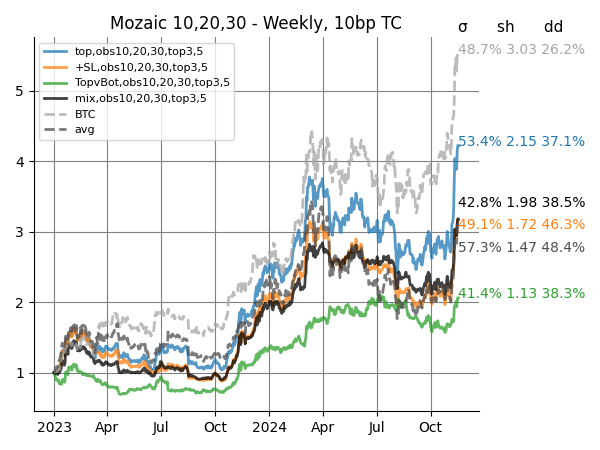 Mozaic 10,20,30 - Weekly, 10bp TC
σ sh dd
top,obs10,20,30,top3,5
+SL,obs10,20,30,top3,5
TopvBot,obs10,20,30,top3,5
mix,obs10,20,30,top3,5
BTC
avg
48.7% 3.03 26.2%
53.4% 2.15 37.1%
42.8% 1.98 38.5%
49.1% 1.72 46.3%
57.3% 1.47 48.4%
41.4% 1.13 38.3%
5
4
3
2
1
2023 Apr Jul Oct 2024 Apr Jul Oct